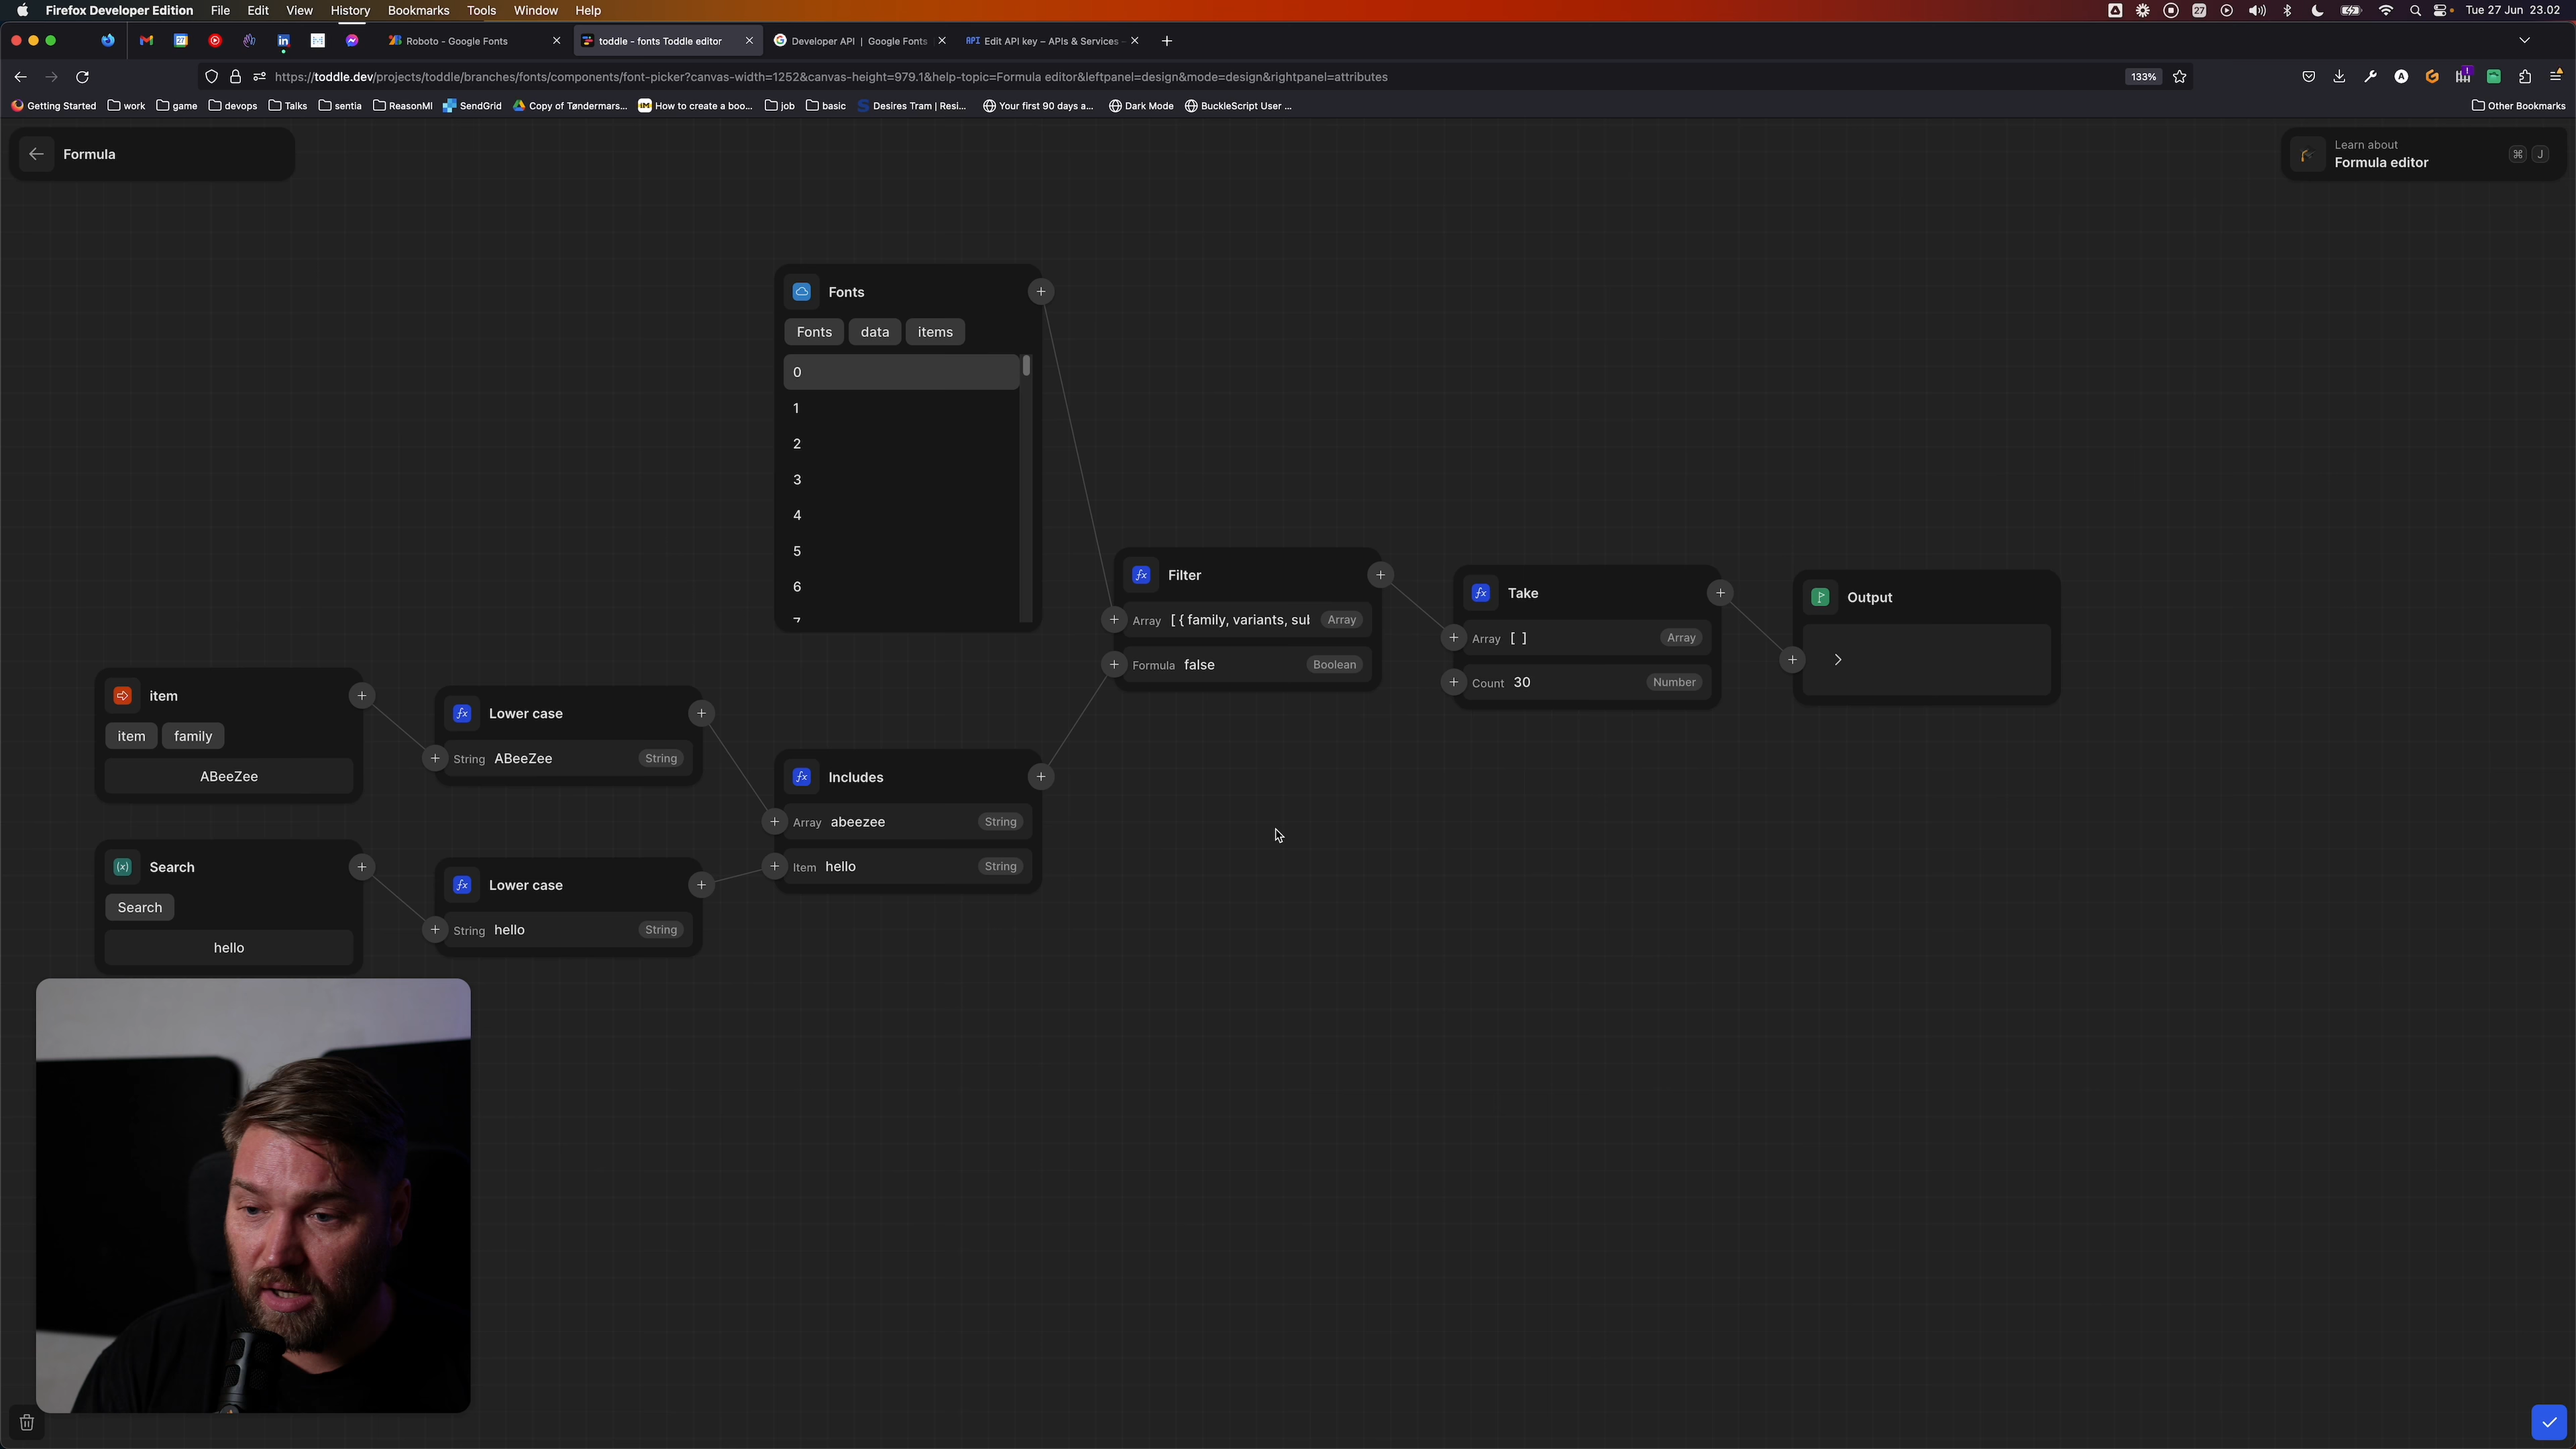 Firefox Developer Edition File Edit View History Bookmarks Tools Window Help 27 Tue 27 Jun 23.02
Roboto - Google Fonts toddle - fonts Toddle editor Developer API | Google Fonts API Edit API key – APIs & Services -
https://toddle.dev/projects/toddle/branches/fonts/components/font-picker?canvas-width=1252&canvas-height=979.1&help-topic=Formula editor&leftpanel=design&mode=design&rightpanel=attributes 133%
Getting Started work game devops Talks sentia ReasonMl SendGrid Copy of Tøndermars... How to create a boo... job basic Desires Tram | Resi... Your first 90 days a... Dark Mode BuckleScript User ... Other Bookmarks
Formula
Learn about
Formula editor ⌘ J
Fonts
Fonts data items
0
1
2
3
4
5
6
7
Filter
Array [ { family, variants, sul Array
Formula false Boolean
Take
Array [ ] Array
Count 30 Number
Output
item
item family
ABeeZee
Lower case
String ABeeZee String
Includes
Array abeezee String
Item hello String
Search
Search
hello
Lower case
String hello String